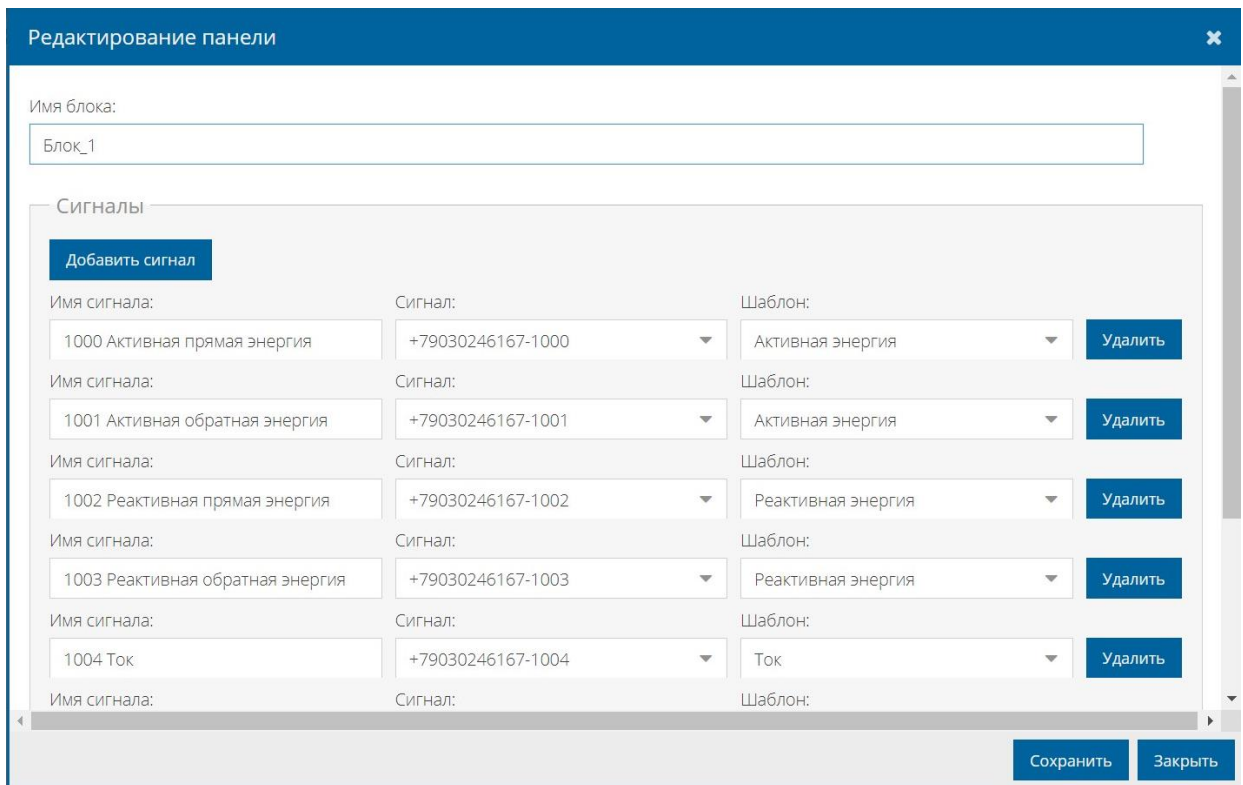 Редактирование панели
Имя блока:
Блок_1
Сигналы
Добавить сигнал
Имя сигнала: Сигнал: Шаблон:
1000 Активная прямая энергия +79030246167-1000 Активная энергия Удалить
Имя сигнала: Сигнал: Шаблон:
1001 Активная обратная энергия +79030246167-1001 Активная энергия Удалить
Имя сигнала: Сигнал: Шаблон:
1002 Реактивная прямая энергия +79030246167-1002 Реактивная энергия Удалить
Имя сигнала: Сигнал: Шаблон:
1003 Реактивная обратная энергия +79030246167-1003 Реактивная энергия Удалить
Имя сигнала: Сигнал: Шаблон:
1004 Ток +79030246167-1004 Ток Удалить
Имя сигнала: Сигнал: Шаблон:
Сохранить Закрыть